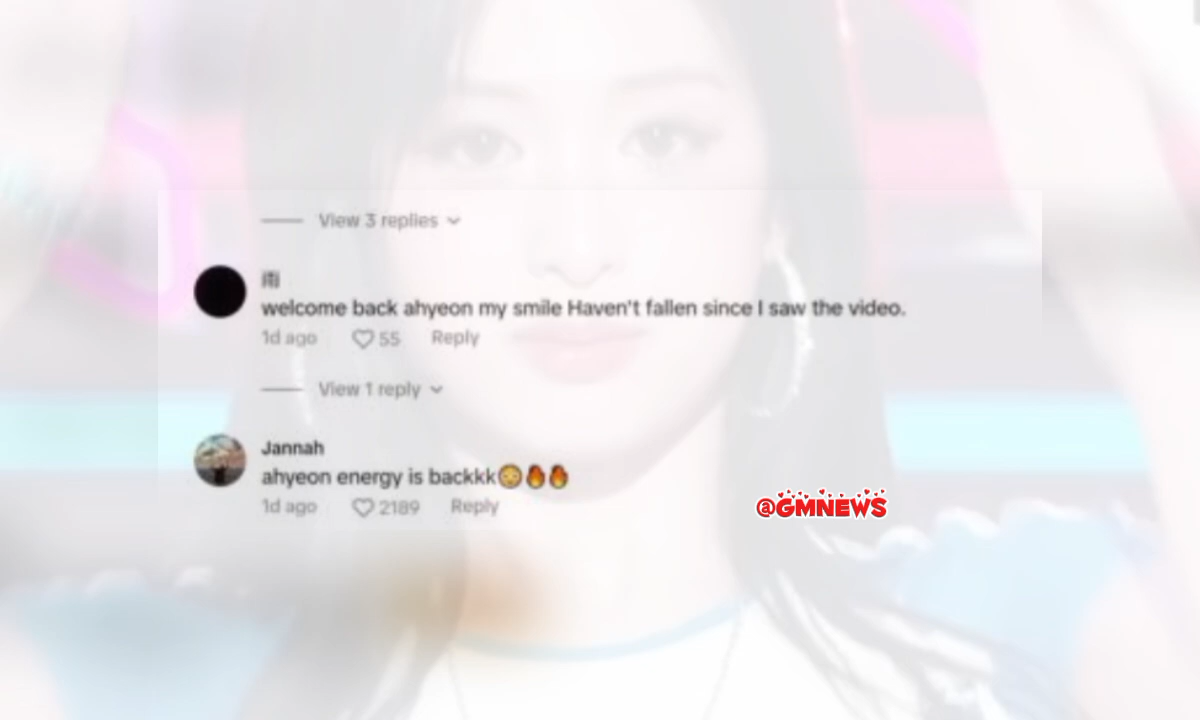 View 3 replies
welcome back ahyeon my smile Haven't fallen since I saw the video.
1d ago 55 Reply
View 1 reply
Jannah
ahyeon energy is backkk😳🔥🔥
1d ago 2189 Reply
@GMNEWS